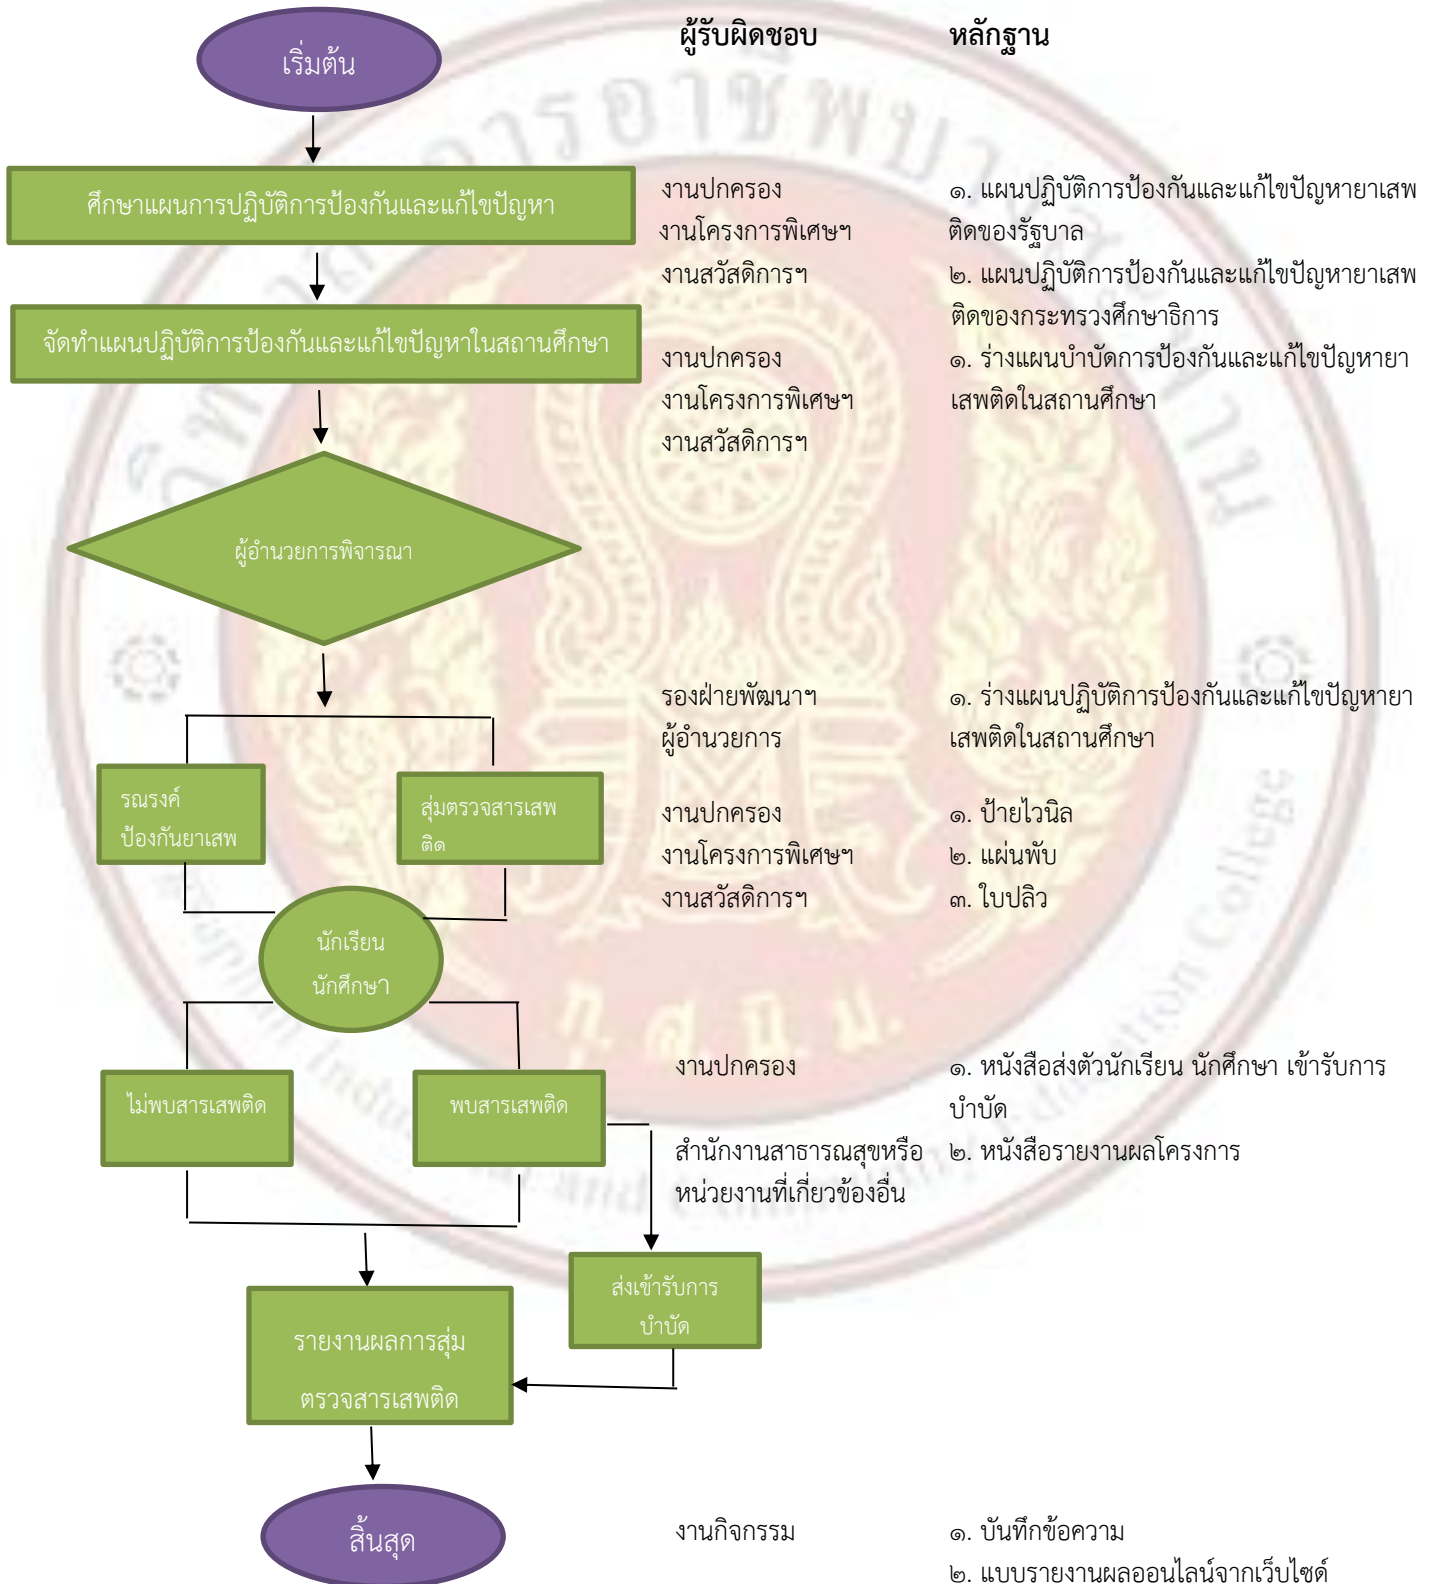 ผู้รับผิดชอบ
หลักฐาน
เริ่มต้น
ศึกษาแผนการปฏิบัติการป้องกันและแก้ไขปัญหา
งานปกครอง
งานโครงการพิเศษฯ
งานสวัสดิการฯ
๑. แผนปฏิบัติการป้องกันและแก้ไขปัญหายาเสพ
ติดของรัฐบาล
๒. แผนปฏิบัติการป้องกันและแก้ไขปัญหายาเสพ
ติดของกระทรวงศึกษาธิการ
จัดทำแผนปฏิบัติการป้องกันและแก้ไขปัญหาในสถานศึกษา
งานปกครอง
งานโครงการพิเศษฯ
งานสวัสดิการฯ
๑. ร่างแผนบำบัดการป้องกันและแก้ไขปัญหายา
เสพติดในสถานศึกษา
ผู้อำนวยการพิจารณา
รองฝ่ายพัฒนาฯ
ผู้อำนวยการ
๑. ร่างแผนปฏิบัติการป้องกันและแก้ไขปัญหายา
เสพติดในสถานศึกษา
รณรงค์
ป้องกันยาเสพ
สุ่มตรวจสารเสพ
ติด
งานปกครอง
งานโครงการพิเศษฯ
งานสวัสดิการฯ
๑. ป้ายไวนิล
๒. แผ่นพับ
๓. ใบปลิว
นักเรียน
นักศึกษา
ไม่พบสารเสพติด
พบสารเสพติด
งานปกครอง
สำนักงานสาธารณสุขหรือ
หน่วยงานที่เกี่ยวข้องอื่น
๑. หนังสือส่งตัวนักเรียน นักศึกษา เข้ารับการ
บำบัด
๒. หนังสือรายงานผลโครงการ
ส่งเข้ารับการ
บำบัด
รายงานผลการสุ่ม
ตรวจสารเสพติด
สิ้นสุด
งานกิจกรรม
๑. บันทึกข้อความ
๒. แบบรายงานผลออนไลน์จากเว็บไซด์
ก.ศ.น.ม.